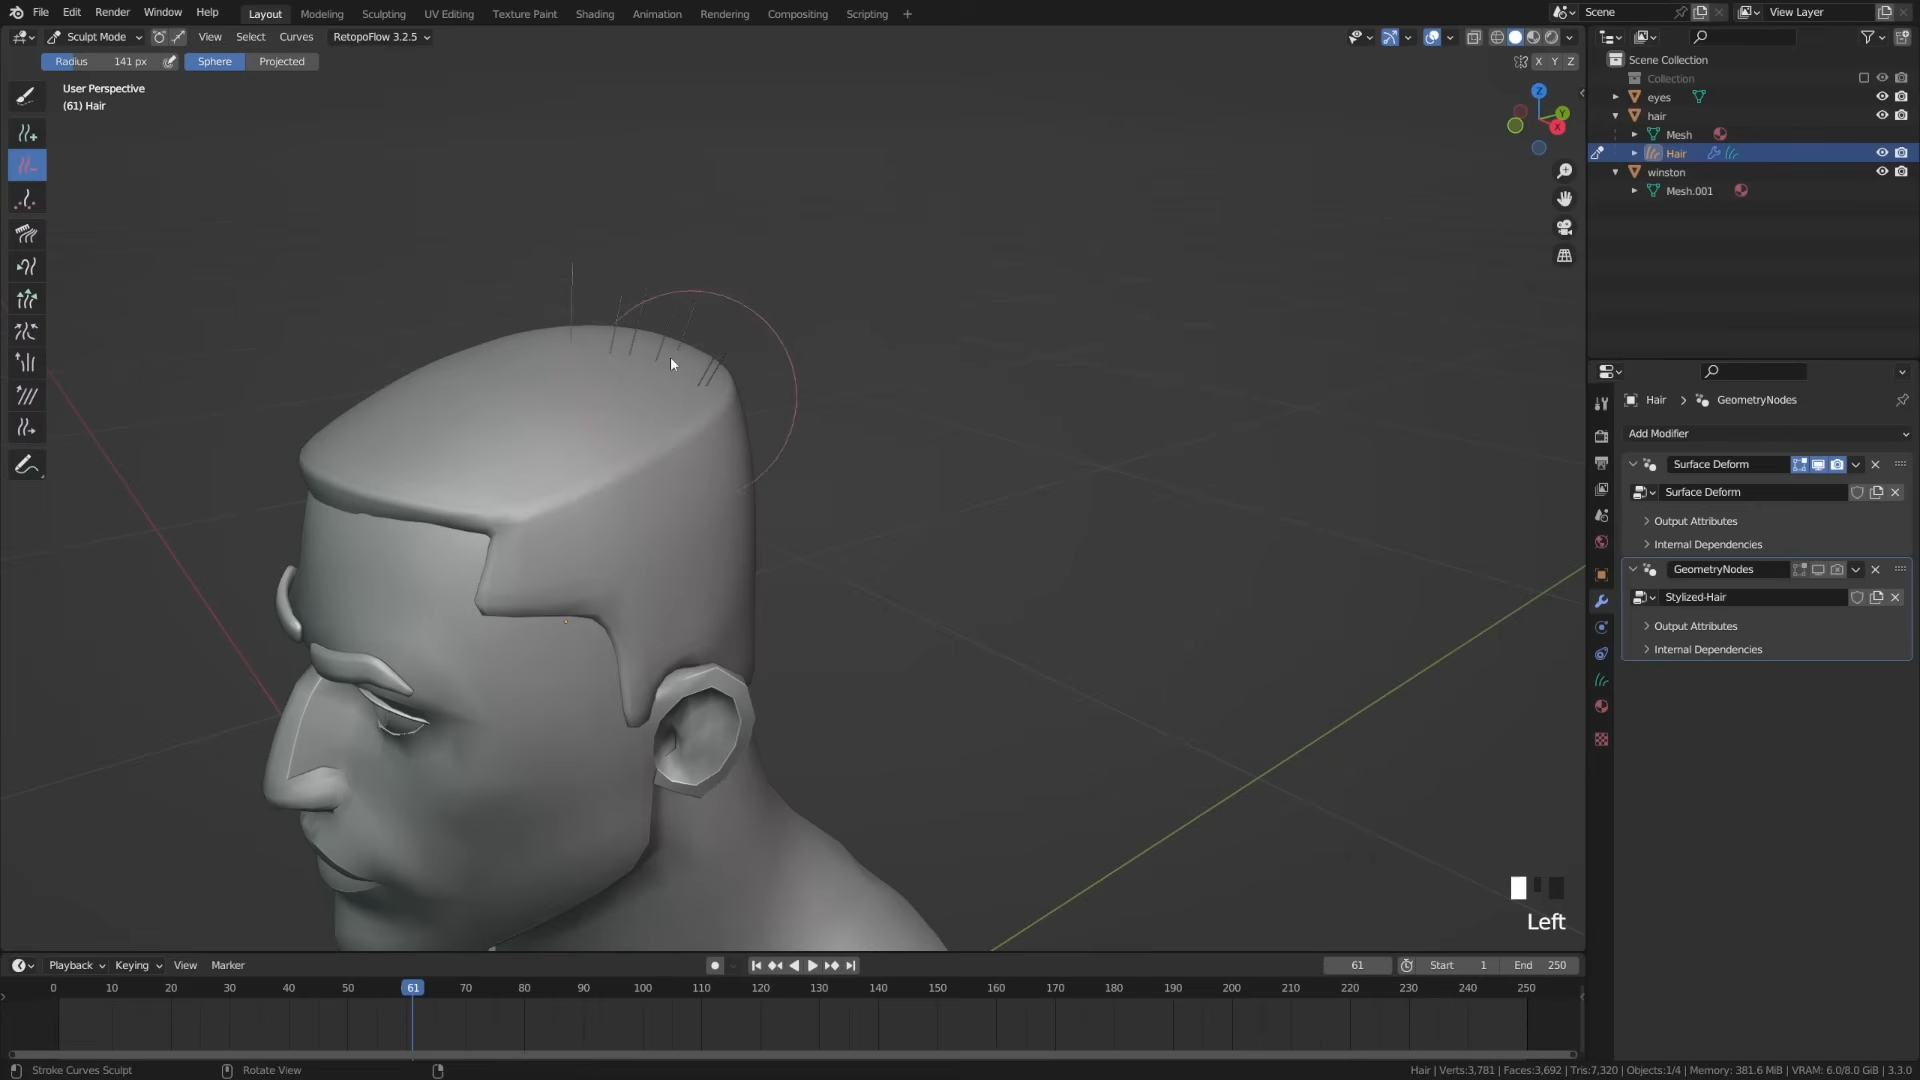 File Edit Render Window Help Layout Modeling Sculpting UV Editing Texture Paint Shading Animation Rendering Compositing Scripting + Scene View Layer
Sculpt Mode View Select Curves RetopoFlow 3.2.5
Radius 141 px Sphere Projected X Y Z
User Perspective
(61) Hair
Z
Y
X
Scene Collection
Collection
eyes
hair
Mesh
Hair
winston
Mesh.001
Hair > GeometryNodes
Add Modifier
Surface Deform
Surface Deform
Output Attributes
Internal Dependencies
GeometryNodes
Stylized-Hair
Output Attributes
Internal Dependencies
Left
Playback Keying View Marker 61 Start 1 End 250
0 10 20 30 40 50 61 70 80 90 100 110 120 130 140 150 160 170 180 190 200 210 220 230 240 250
Stroke Curves Sculpt Rotate View Hair | Verts:3,781 | Faces:3,692 | Tris:7,320 | Objects:1/4 | Memory: 381.6 MiB | VRAM: 6.0/8.0 GiB | 3.3.0